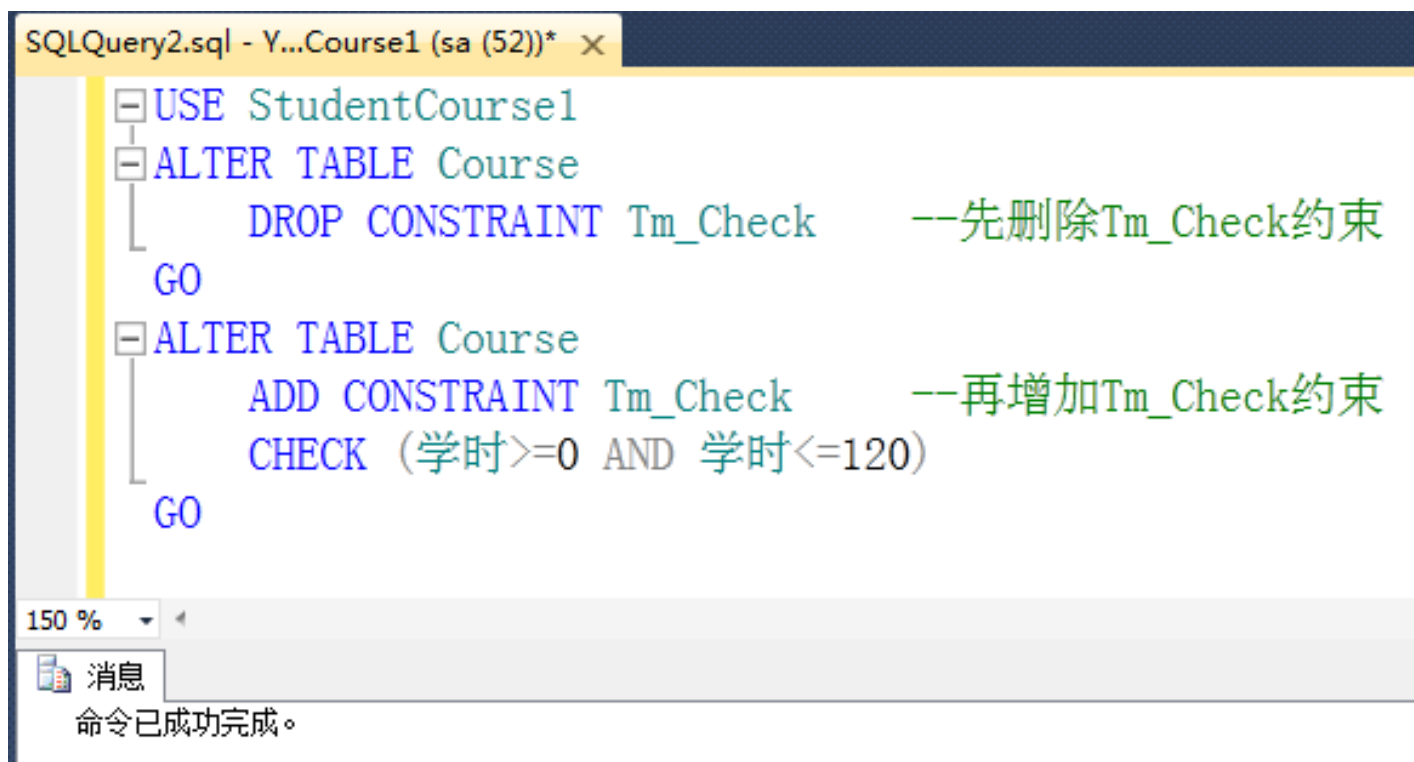 SQLQuery2.sql - Y...Course1 (sa (52))*
USE StudentCourse1
ALTER TABLE Course
DROP CONSTRAINT Tm_Check --先删除Tm_Check约束
GO
ALTER TABLE Course
ADD CONSTRAINT Tm_Check --再增加Tm_Check约束
CHECK (学时>=0 AND 学时<=120)
GO
150 %
消息
命令已成功完成。